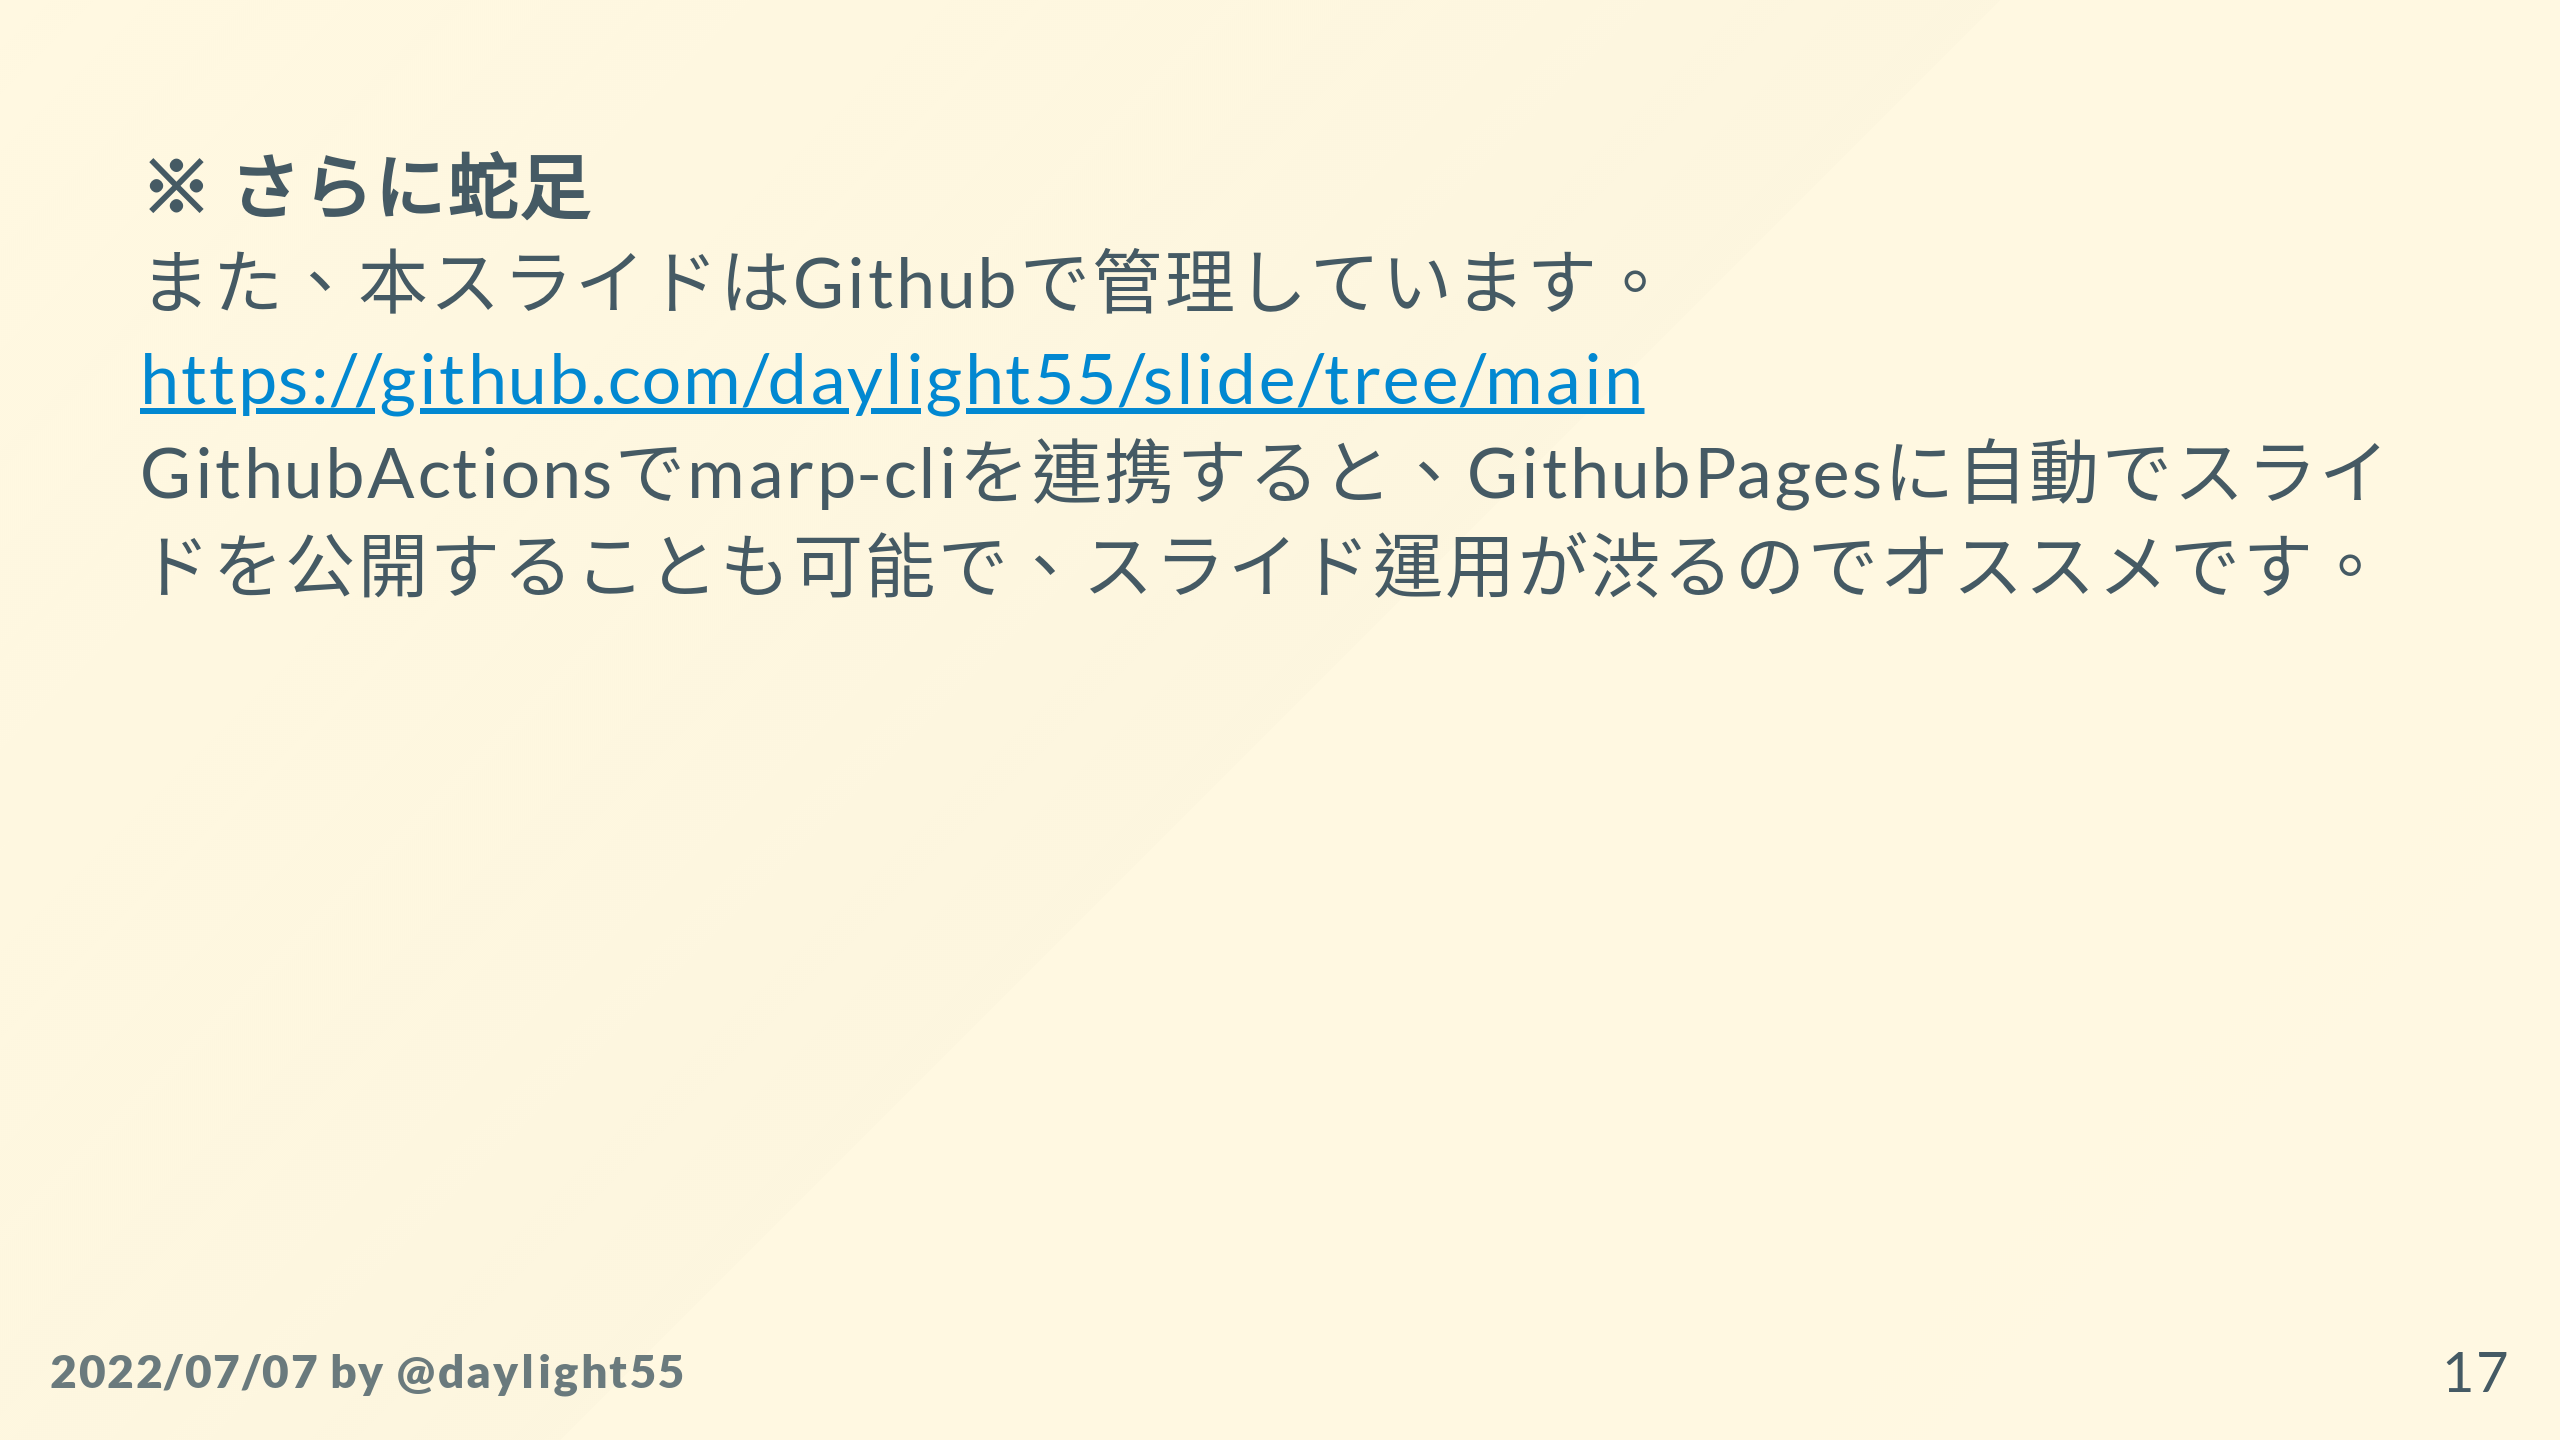 ※ さらに蛇足
また、本スライドはGithubで管理しています。
https://github.com/daylight55/slide/tree/main
GithubActionsでmarp-cliを連携すると、GithubPagesに自動でスライ
ドを公開することも可能で、スライド運用が渋るのでオススメです。
2022/07/07 by @daylight55
17